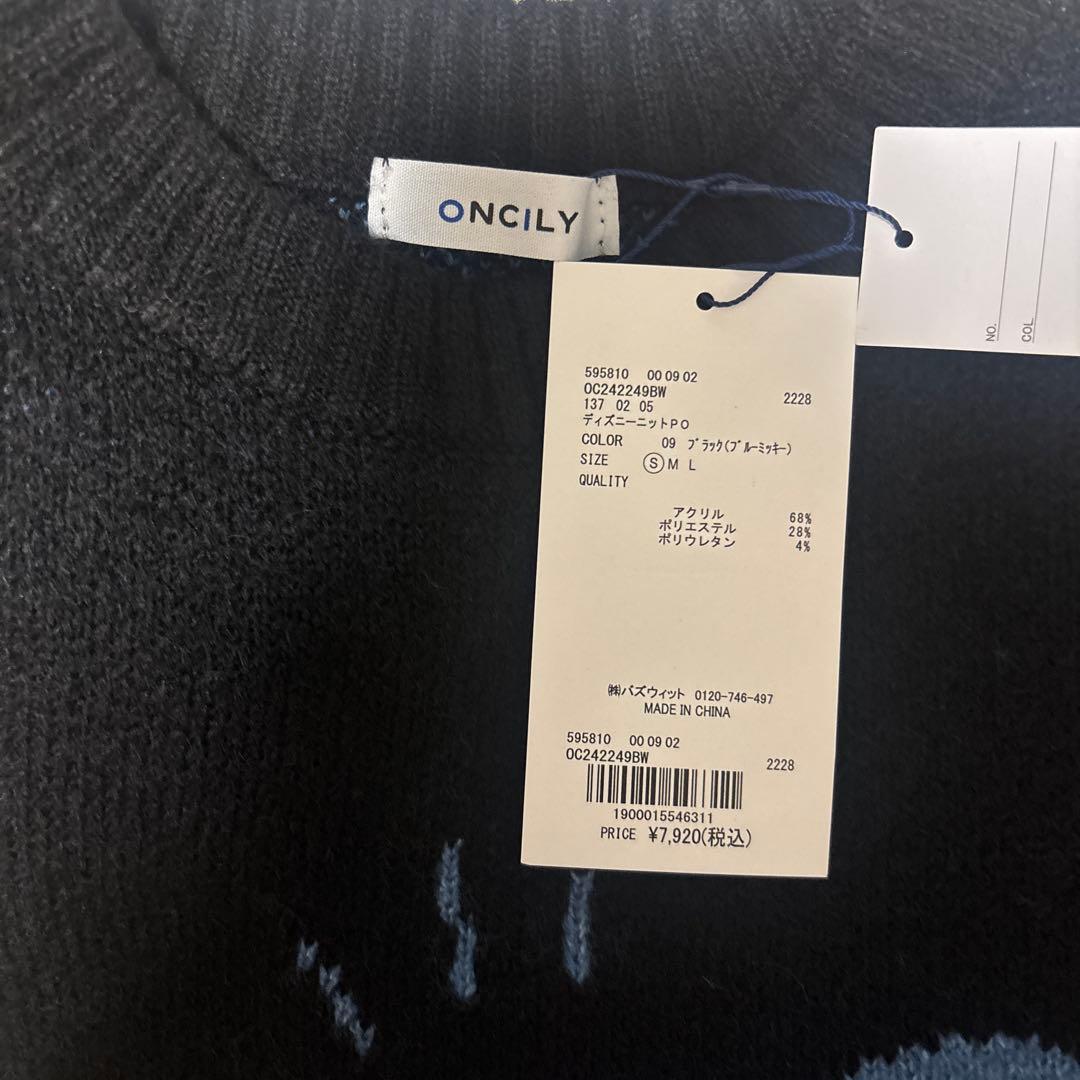 ONCILY
NO.
COL.
595810 00 09 02
OC242249BW 2228
137 02 05
ディズニーニットPO
COLOR 09 ブラック(ブルーミッキー)
SIZE S M L
QUALITY
アクリル 68%
ポリエステル 28%
ポリウレタン 4%
㈱バズウィット 0120-746-497
MADE IN CHINA
595810 00 09 02
OC242249BW 2228
1900015546311
PRICE ¥7,920(税込)